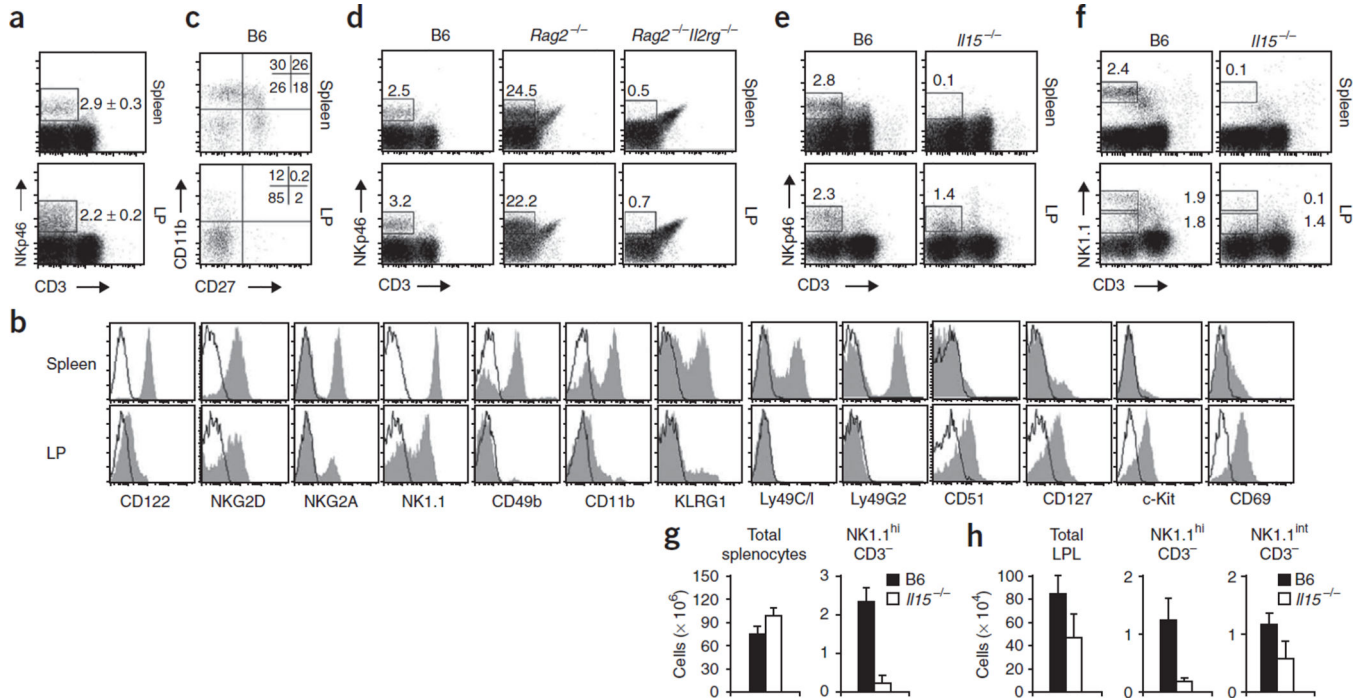 a
c
d
e
f
B6
B6
Rag2–/–
Rag2–/–Il2rg–/–
B6
Il15–/–
B6
Il15–/–
2.9 ± 0.3
Spleen
30 26
26 18
Spleen
2.5
24.5
0.5
Spleen
2.8
0.1
Spleen
2.4
0.1
Spleen
2.2 ± 0.2
LP
12 0.2
85 2
LP
3.2
22.2
0.7
LP
2.3
1.4
LP
1.9
1.8
0.1
1.4
LP
NKp46
CD11b
NKp46
NKp46
NK1.1
CD3
CD27
CD3
CD3
CD3
b
Spleen
LP
CD122
NKG2D
NKG2A
NK1.1
CD49b
CD11b
KLRG1
Ly49C/I
Ly49G2
CD51
CD127
c-Kit
CD69
g
Total
splenocytes
NK1.1hi
CD3–
Cells (× 10⁶)
150
120
90
60
30
0
3
2
1
0
B6
Il15–/–
h
Total
LPL
NK1.1hi
CD3–
NK1.1int
CD3–
Cells (× 10⁴)
100
80
60
40
20
0
2
1
0
2
1
0
B6
Il15–/–